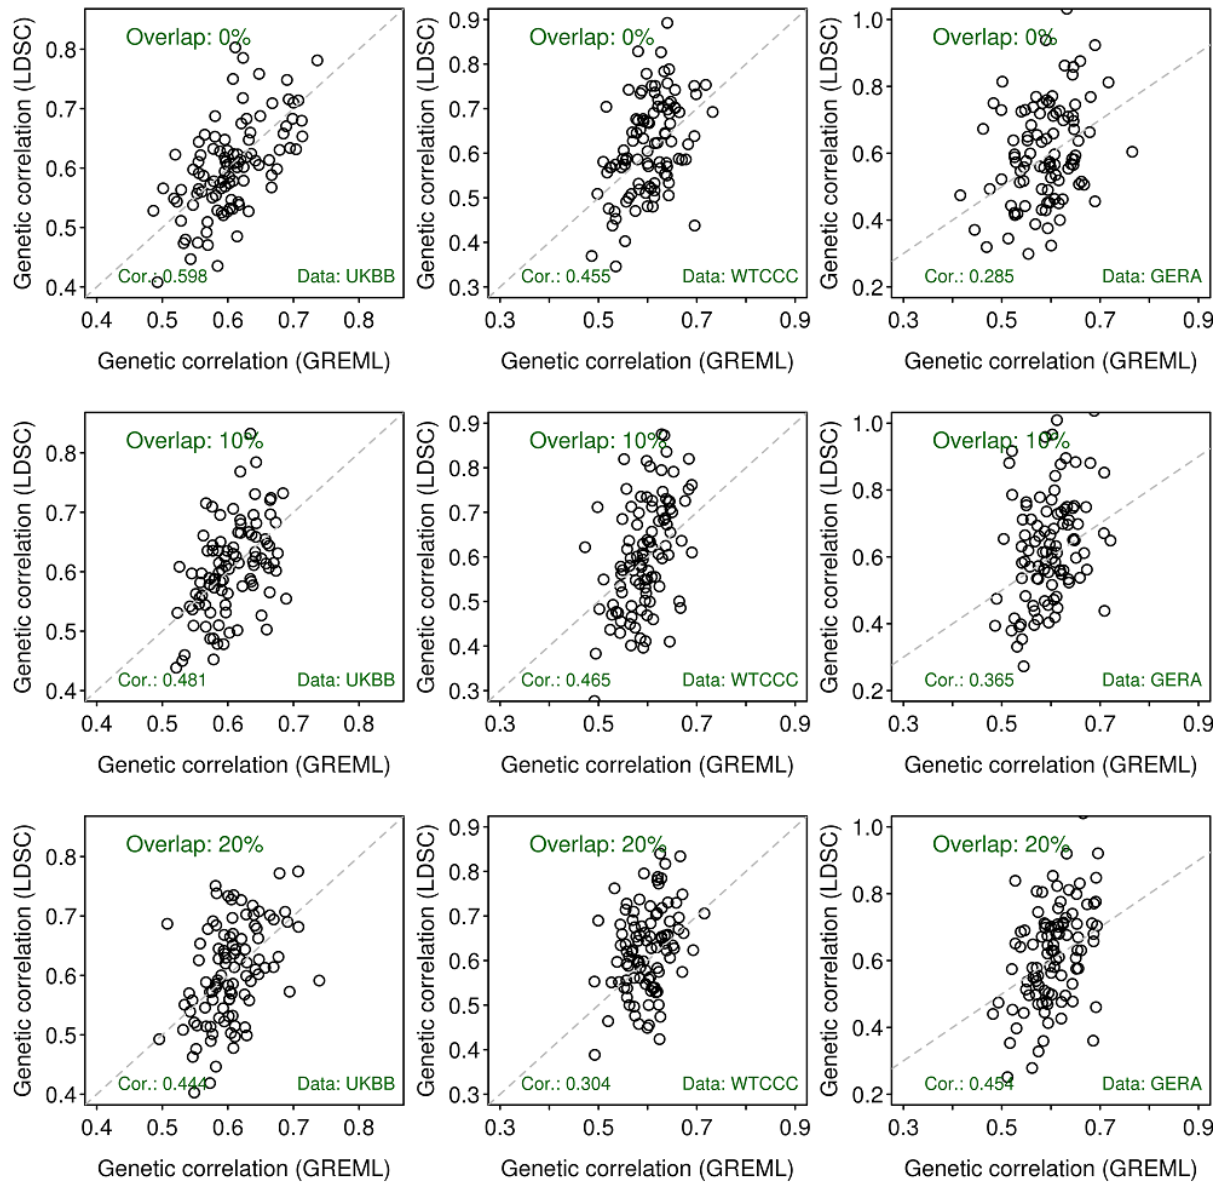 Genetic correlation (LDSC)
0.8
0.7
0.6
0.5
0.4
Overlap: 0%
Cor.: 0.598
Data: UKBB
0.4 0.5 0.6 0.7 0.8
Genetic correlation (GREML)
Genetic correlation (LDSC)
0.9
0.8
0.7
0.6
0.5
0.4
0.3
Overlap: 0%
Cor.: 0.455
Data: WTCCC
0.3 0.5 0.7 0.9
Genetic correlation (GREML)
Genetic correlation (LDSC)
1.0
0.8
0.6
0.4
0.2
Overlap: 0%
Cor.: 0.285
Data: GERA
0.3 0.5 0.7 0.9
Genetic correlation (GREML)
Genetic correlation (LDSC)
0.8
0.7
0.6
0.5
0.4
Overlap: 10%
Cor.: 0.481
Data: UKBB
0.4 0.5 0.6 0.7 0.8
Genetic correlation (GREML)
Genetic correlation (LDSC)
0.9
0.8
0.7
0.6
0.5
0.4
0.3
Overlap: 10%
Cor.: 0.465
Data: WTCCC
0.3 0.5 0.7 0.9
Genetic correlation (GREML)
Genetic correlation (LDSC)
1.0
0.8
0.6
0.4
0.2
Overlap: 10%
Cor.: 0.365
Data: GERA
0.3 0.5 0.7 0.9
Genetic correlation (GREML)
Genetic correlation (LDSC)
0.8
0.7
0.6
0.5
0.4
Overlap: 20%
Cor.: 0.444
Data: UKBB
0.4 0.5 0.6 0.7 0.8
Genetic correlation (GREML)
Genetic correlation (LDSC)
0.9
0.8
0.7
0.6
0.5
0.4
0.3
Overlap: 20%
Cor.: 0.304
Data: WTCCC
0.3 0.5 0.7 0.9
Genetic correlation (GREML)
Genetic correlation (LDSC)
1.0
0.8
0.6
0.4
0.2
Overlap: 20%
Cor.: 0.454
Data: GERA
0.3 0.5 0.7 0.9
Genetic correlation (GREML)